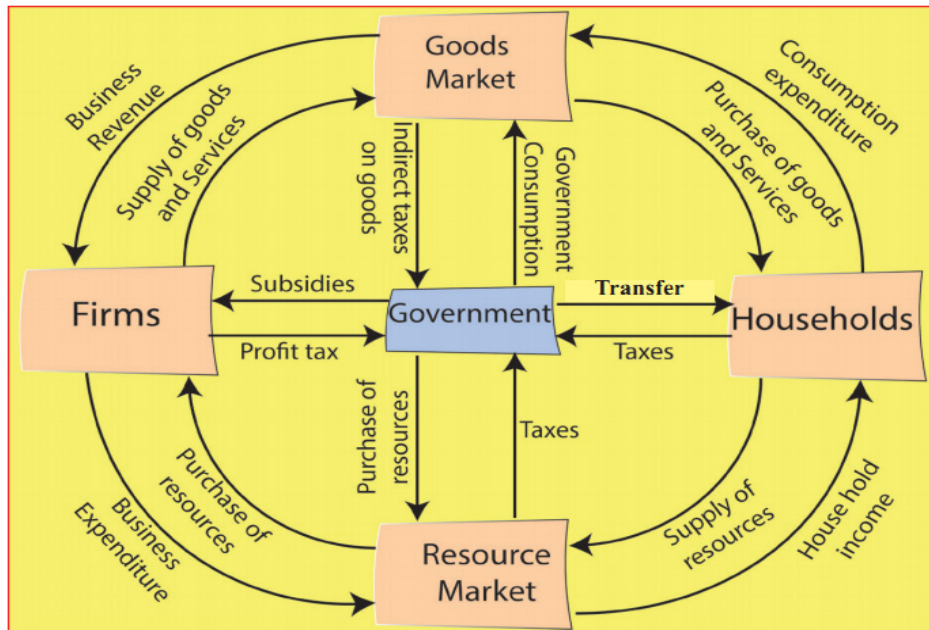 Goods
Market
Business
Revenue
Supply of goods
and Services
Indirect taxes
on goods
Government
Consumption
Consumption
expenditure
Purchase of goods
and Services
Firms
Subsidies
Profit tax
Government
Transfer
Taxes
Households
Purchase of
resources
Taxes
Business
Expenditure
Purchase of
resources
Resource
Market
Supply of
resources
House hold
income